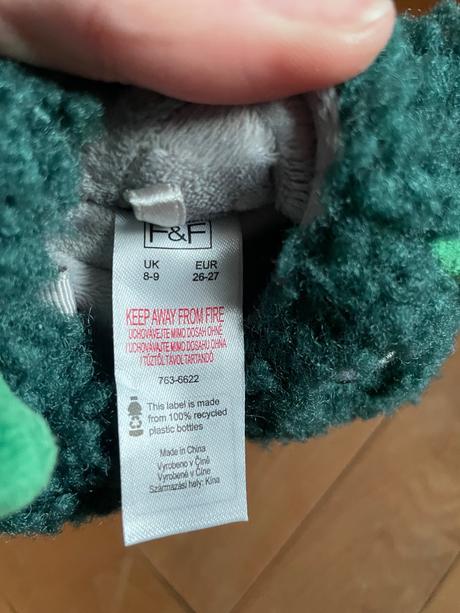 F&F
UK EUR
8-9 26-27
KEEP AWAY FROM FIRE
UCHOVÁVEJTE MIMO DOSAH OHNĚ
/ UCHOVÁVAJTE MIMO DOSAHU OHŇA
/ TŰZTŐL TÁVOL TARTANDÓ
763-6622
This label is made
from 100% recycled
plastic bottles
Made in China
Vyrobeno v Číně
Vyrobené v Číne
Származási hely: Kína